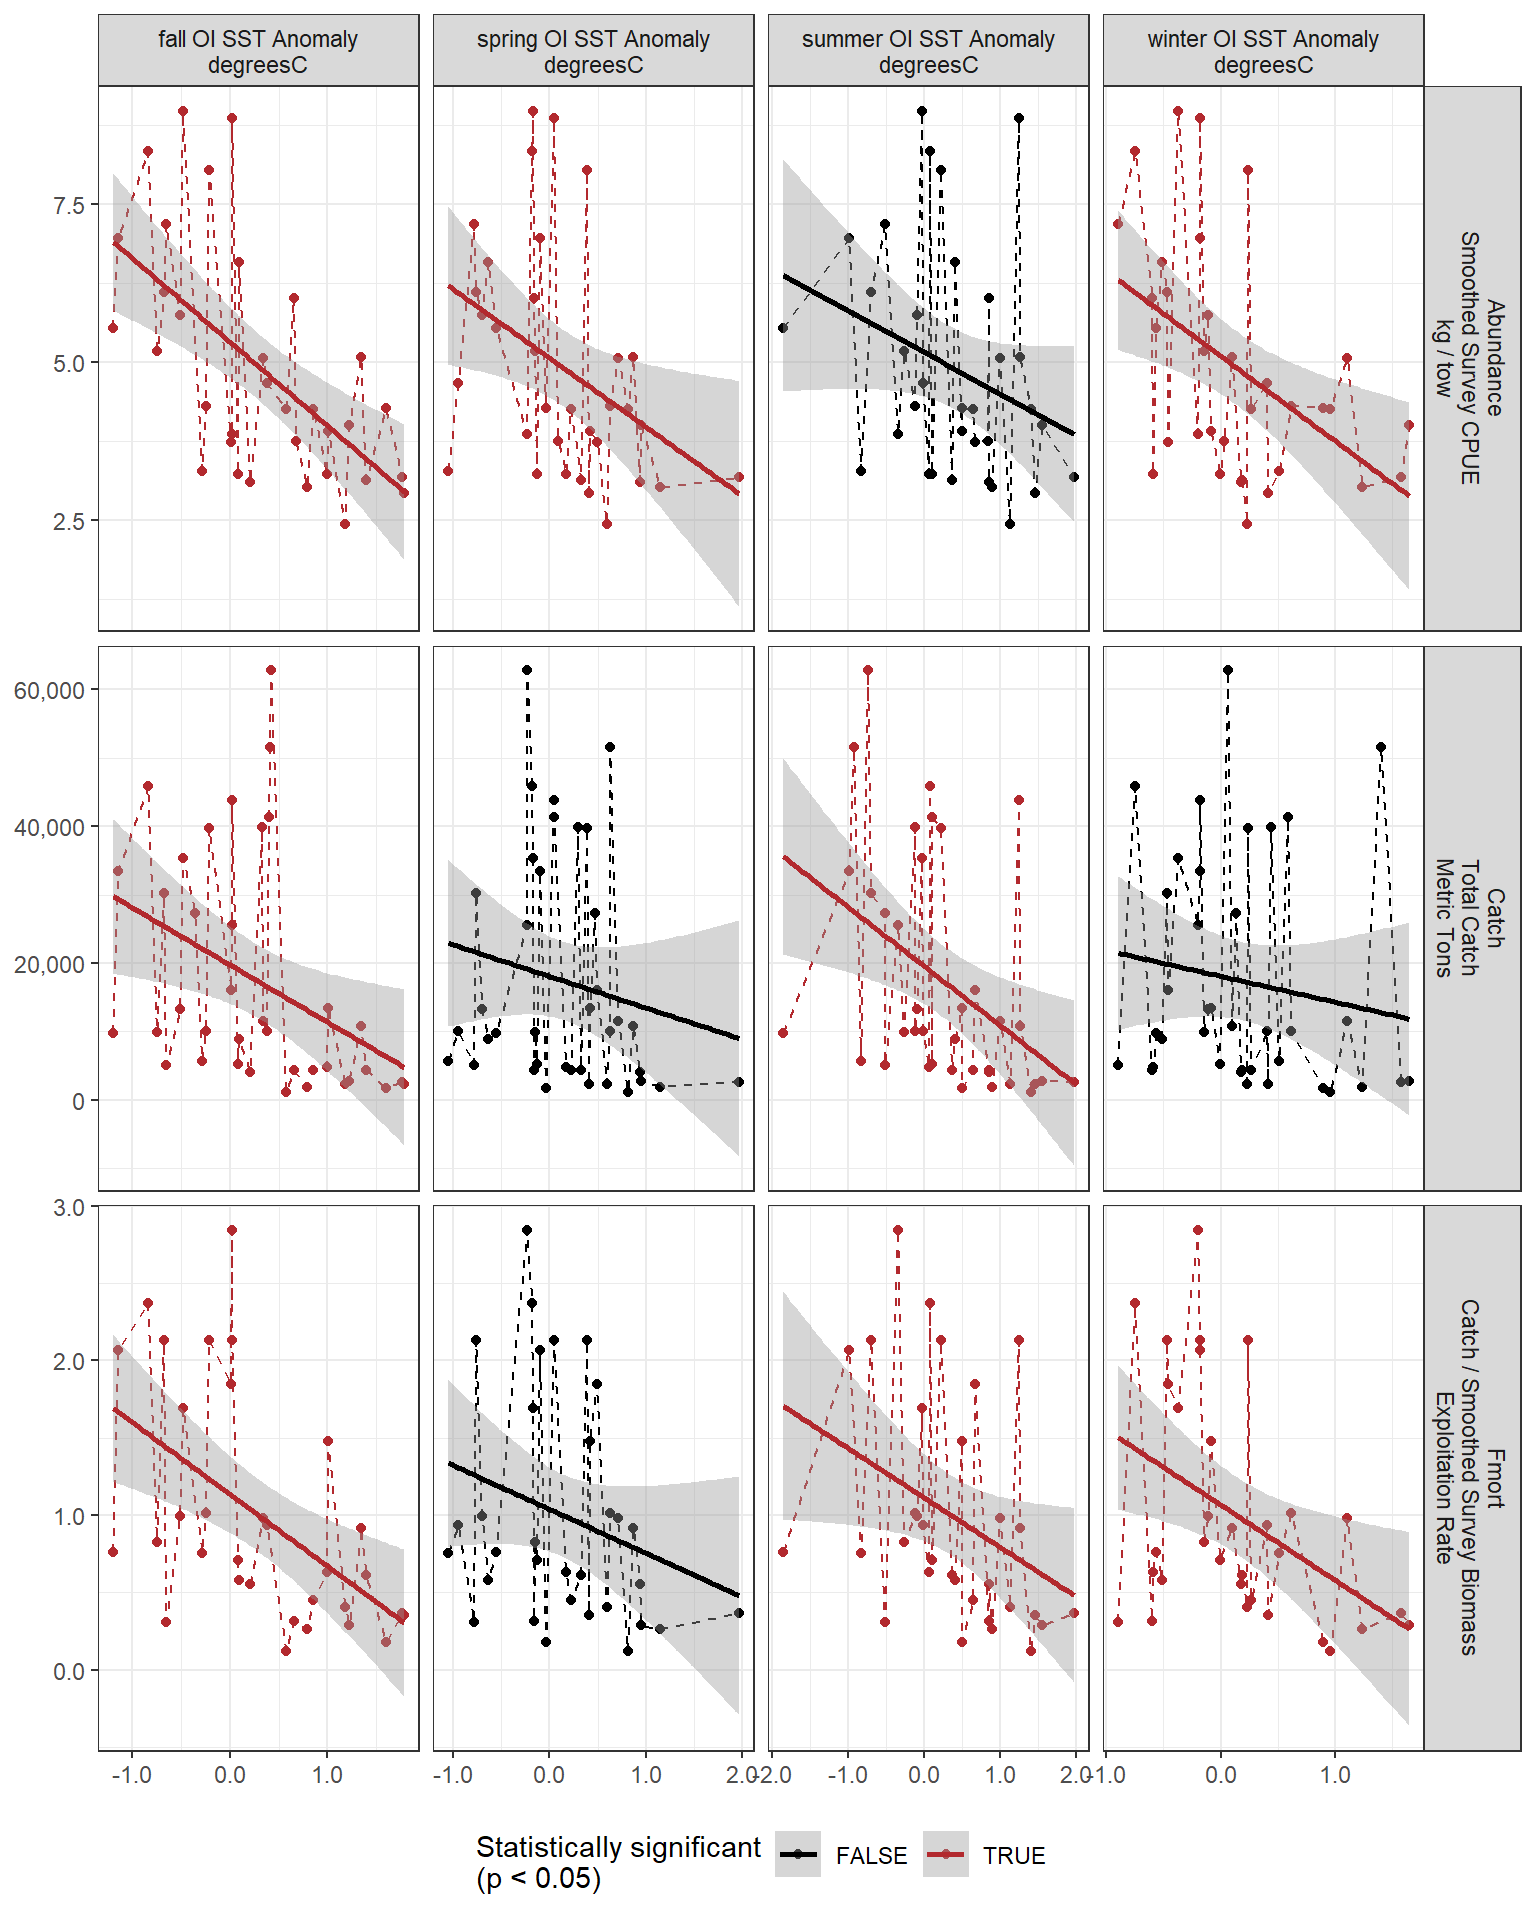 fall OI SST Anomaly
degreesC
spring OI SST Anomaly
degreesC
summer OI SST Anomaly
degreesC
winter OI SST Anomaly
degreesC
7.5
5.0
2.5
Abundance
Smoothed Survey CPUE
kg / tow
60,000
40,000
20,000
0
Catch
Total Catch
Metric Tons
3.0
2.0
1.0
0.0
Fmort
Catch / Smoothed Survey Biomass
Exploitation Rate
-1.0 0.0 1.0
-1.0 0.0 1.0 2.0
-2.0 -1.0 0.0 1.0 2.0
-1.0 0.0 1.0
Statistically significant
(p < 0.05)
FALSE
TRUE